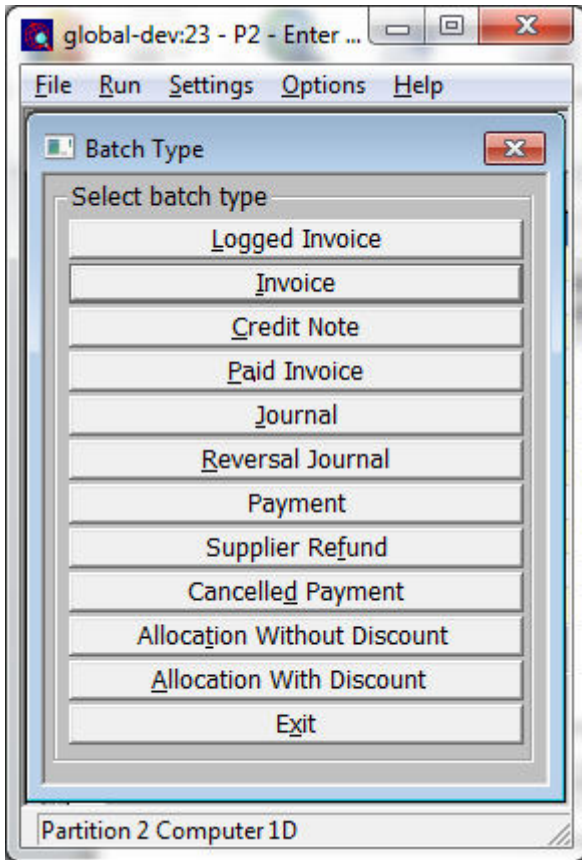 global-dev:23 - P2 - Enter ...
File Run Settings Options Help
Batch Type
Select batch type
Logged Invoice
Invoice
Credit Note
Paid Invoice
Journal
Reversal Journal
Payment
Supplier Refund
Cancelled Payment
Allocation Without Discount
Allocation With Discount
Exit
Partition 2 Computer 1D